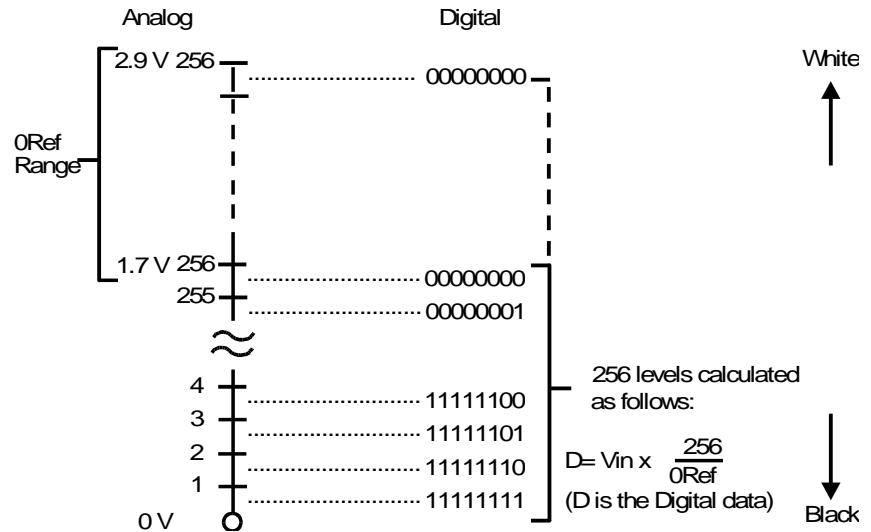 Analog Digital
2.9 V 256 00000000
White
0Ref
Range
1.7 V 256
00000000
255
00000001
4
11111100
3
11111101
2
11111110
1
11111111
0 V
256 levels calculated
as follows:
D= Vin x 256
0Ref
(D is the Digital data)
Black